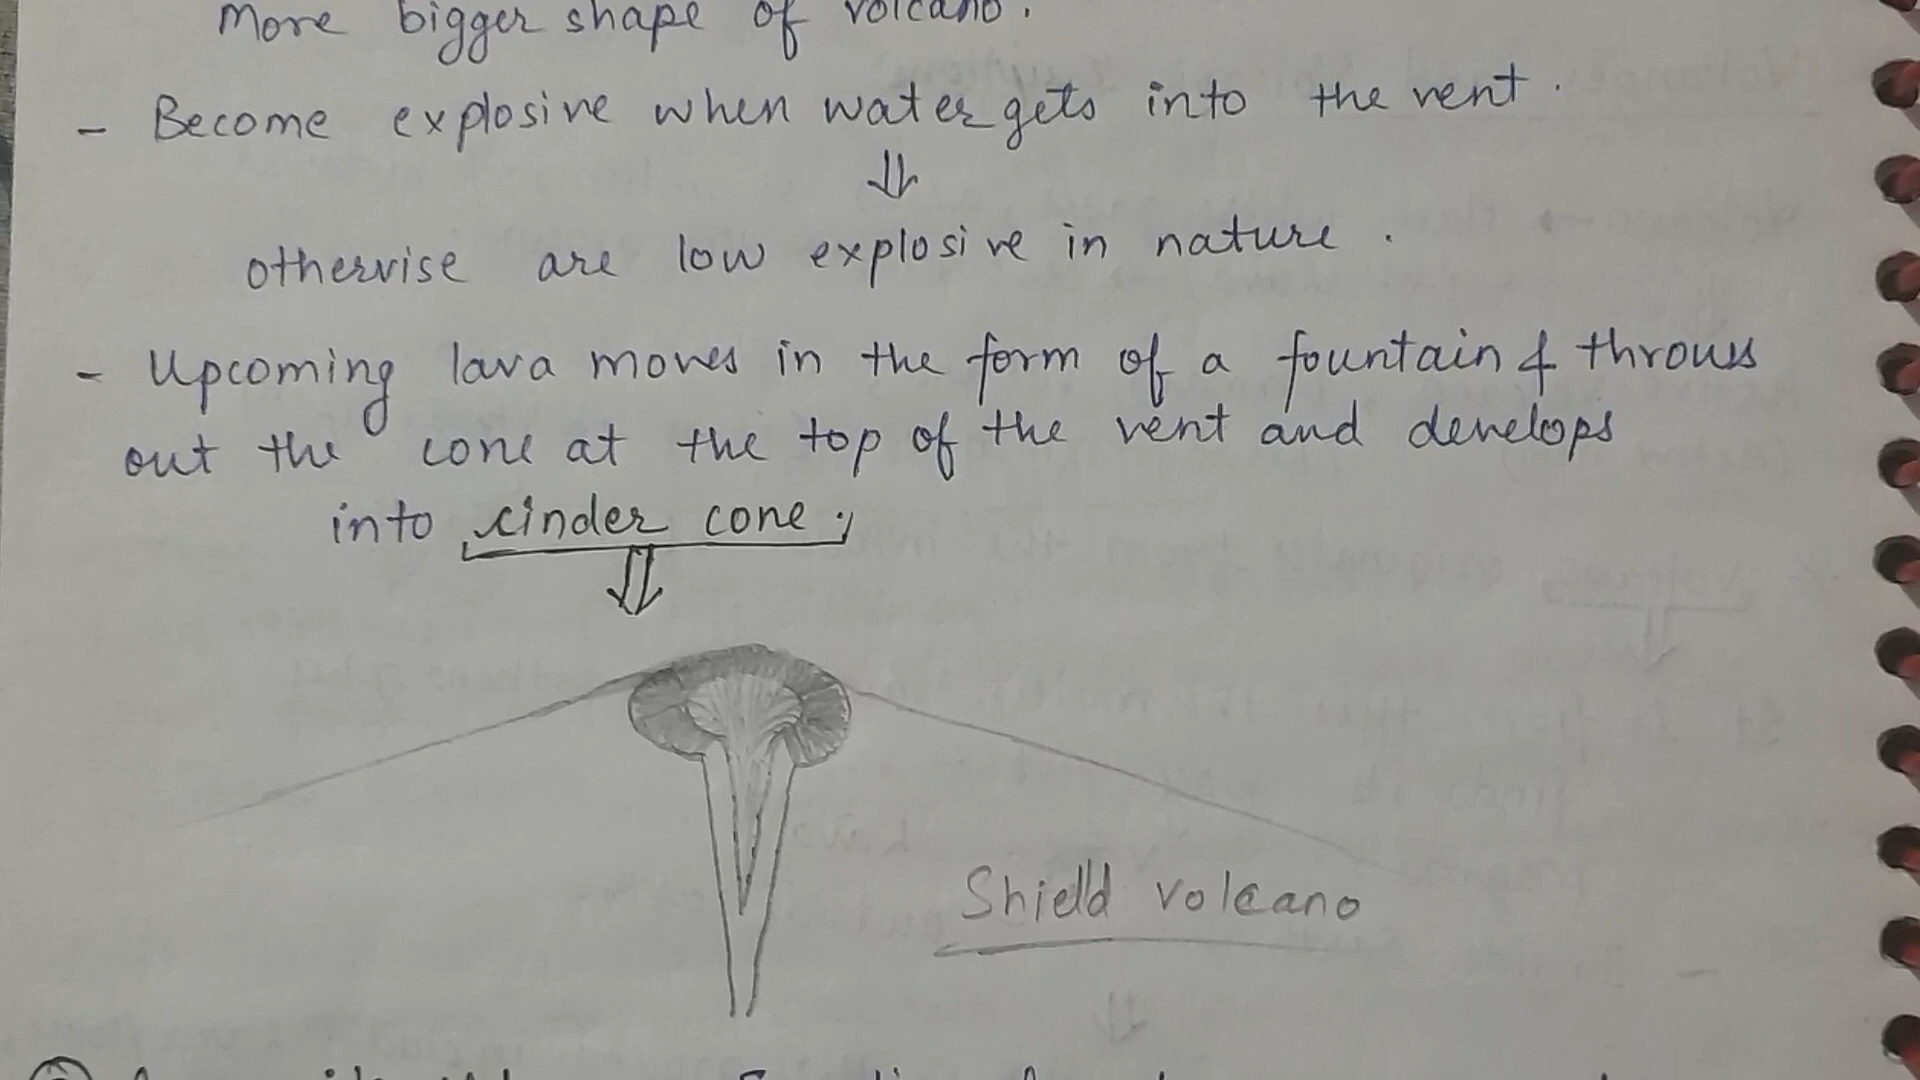 More bigger shape of volcano.
- Become explosive when water gets into the vent.
⇓
othervise are low explosive in nature.
- Upcoming lava moves in the form of a fountain & throws
out the cone at the top of the vent and develops
into cinder cone.
⇓
Shield volcano